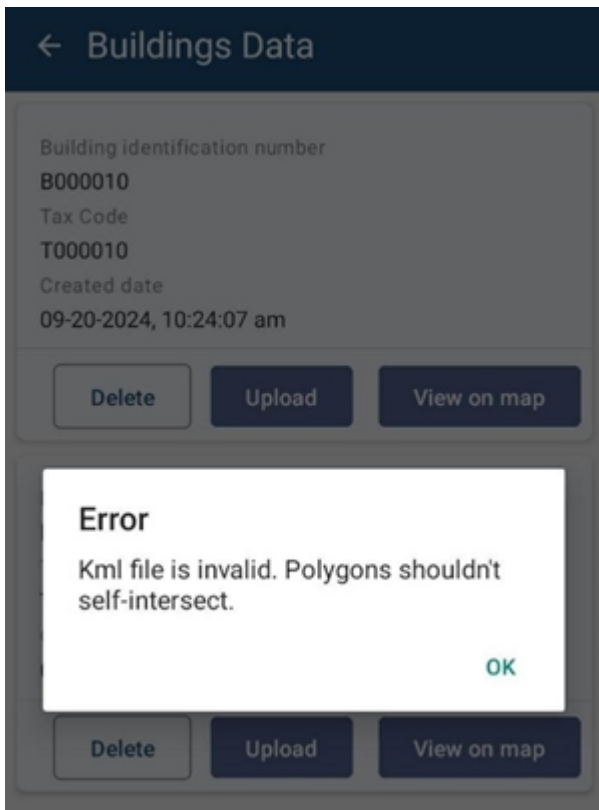 ← Buildings Data
Building identification number
B000010
Tax Code
T000010
Created date
09-20-2024, 10:24:07 am
Delete Upload View on map
Error
Kml file is invalid. Polygons shouldn't
self-intersect.
OK
Delete Upload View on map